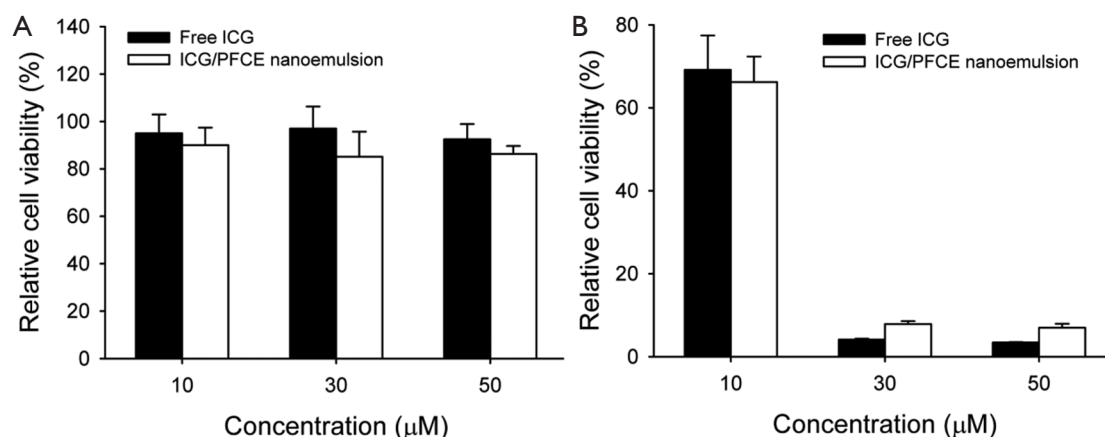 A
140
120
100
80
60
40
20
0
Relative cell viability (%)
Free ICG
ICG/PFCE nanoemulsion
10 30 50
Concentration (μM)
B
80
60
40
20
0
Relative cell viability (%)
Free ICG
ICG/PFCE nanoemulsion
10 30 50
Concentration (μM)